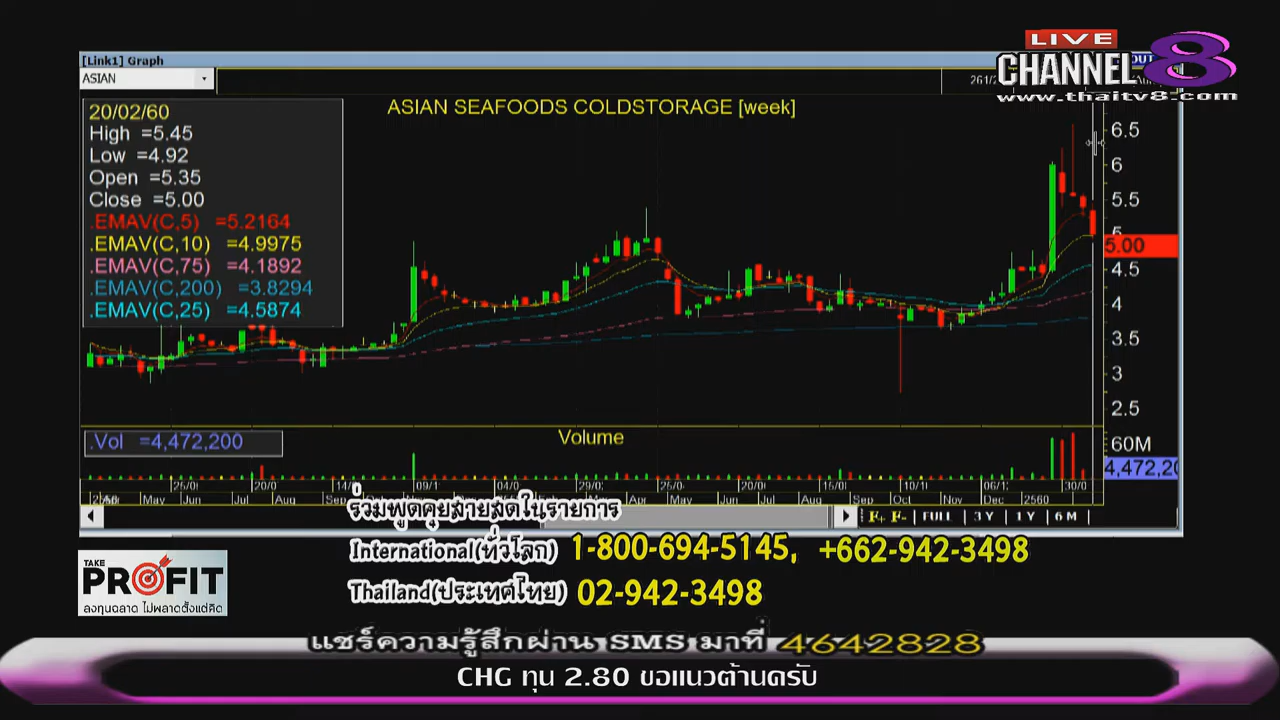 [Link1] Graph
ASIAN
LIVE
CHANNEL 8
www.thaitv8.com
20/02/60
High =5.45
Low =4.92
Open =5.35
Close =5.00
.EMAV(C,5) =5.2164
.EMAV(C,10) =4.9975
.EMAV(C,75) =4.1892
.EMAV(C,200) =3.8294
.EMAV(C,25) =4.5874
ASIAN SEAFOODS COLDSTORAGE [week]
6.5
6
5.5
5.00
4.5
4
3.5
3
2.5
.Vol =4,472,200
Volume
60M
4,472,20
May Jun Jul Aug Sep Apr May Jun Jul Aug Sep Oct Nov Dec 2560
F+ F- FULL 3 Y 1 Y 6 M
ร่วมพูดคุยสายสดในรายการ
International(ทั่วโลก) 1-800-694-5145, +662-942-3498
Thailand(ประเทศไทย) 02-942-3498
TAKE
PROFIT
ลงทุนฉลาด ไม่พลาดตั้งแต่คิด
แชร์ความรู้สึกผ่าน SMS มาที่ 4642828
CHG ทุน 2.80 ขอแนวต้านครับ